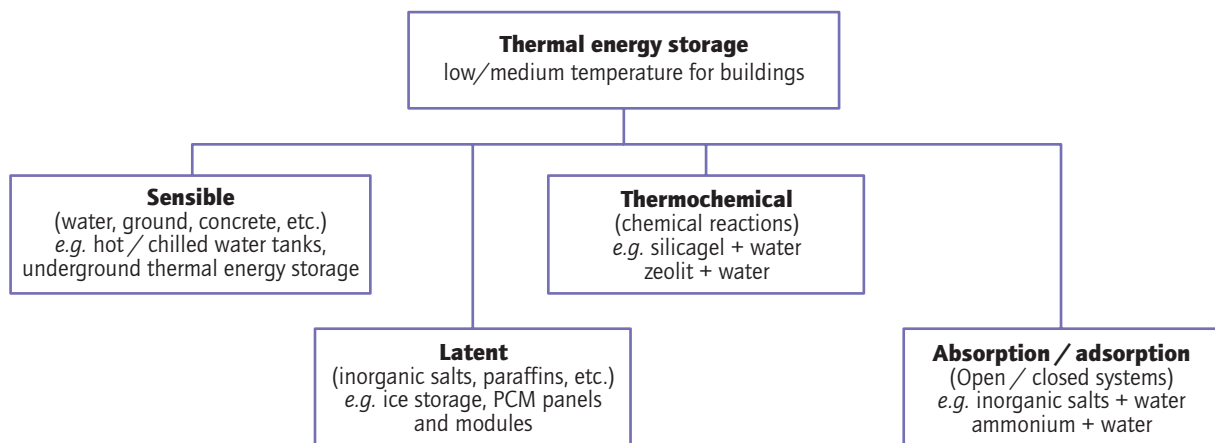 Thermal energy storage
low/medium temperature for buildings
Sensible
(water, ground, concrete, etc.)
e.g. hot / chilled water tanks,
underground thermal energy storage
Thermochemical
(chemical reactions)
e.g. silicagel + water
zeolit + water
Latent
(inorganic salts, paraffins, etc.)
e.g. ice storage, PCM panels
and modules
Absorption / adsorption
(Open / closed systems)
e.g. inorganic salts + water
ammonium + water